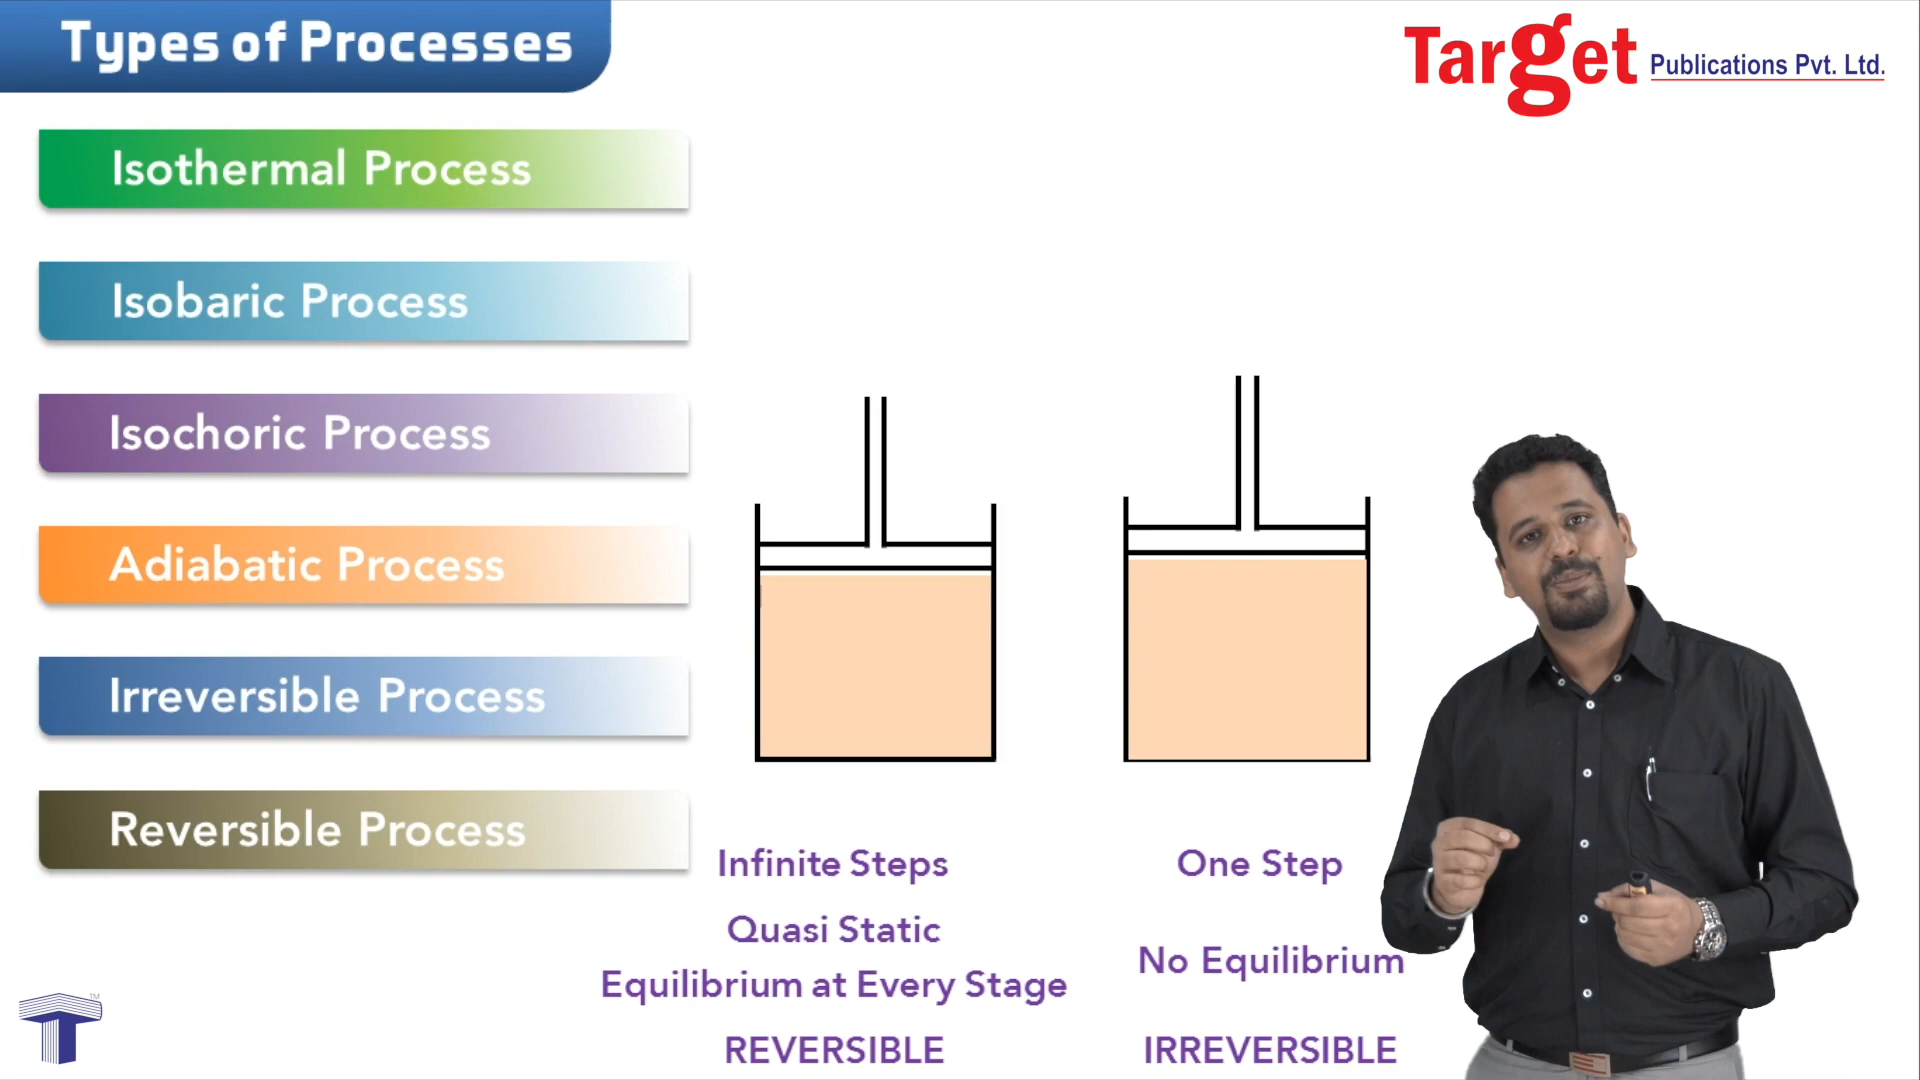 Types of Processes
Target Publications Pvt. Ltd.
Isothermal Process
Isobaric Process
Isochoric Process
Adiabatic Process
Irreversible Process
Reversible Process
Infinite Steps
Quasi Static
Equilibrium at Every Stage
REVERSIBLE
One Step
No Equilibrium
IRREVERSIBLE
TM